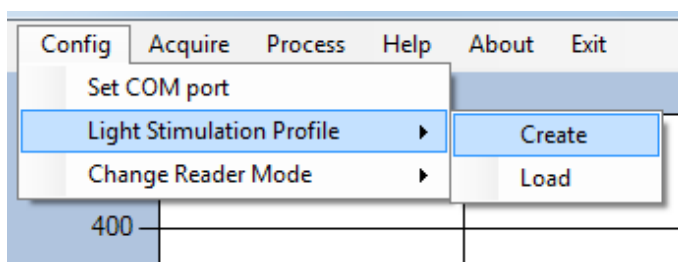 Config Acquire Process Help About Exit
Set COM port
Light Stimulation Profile
Create
Change Reader Mode
Load
400